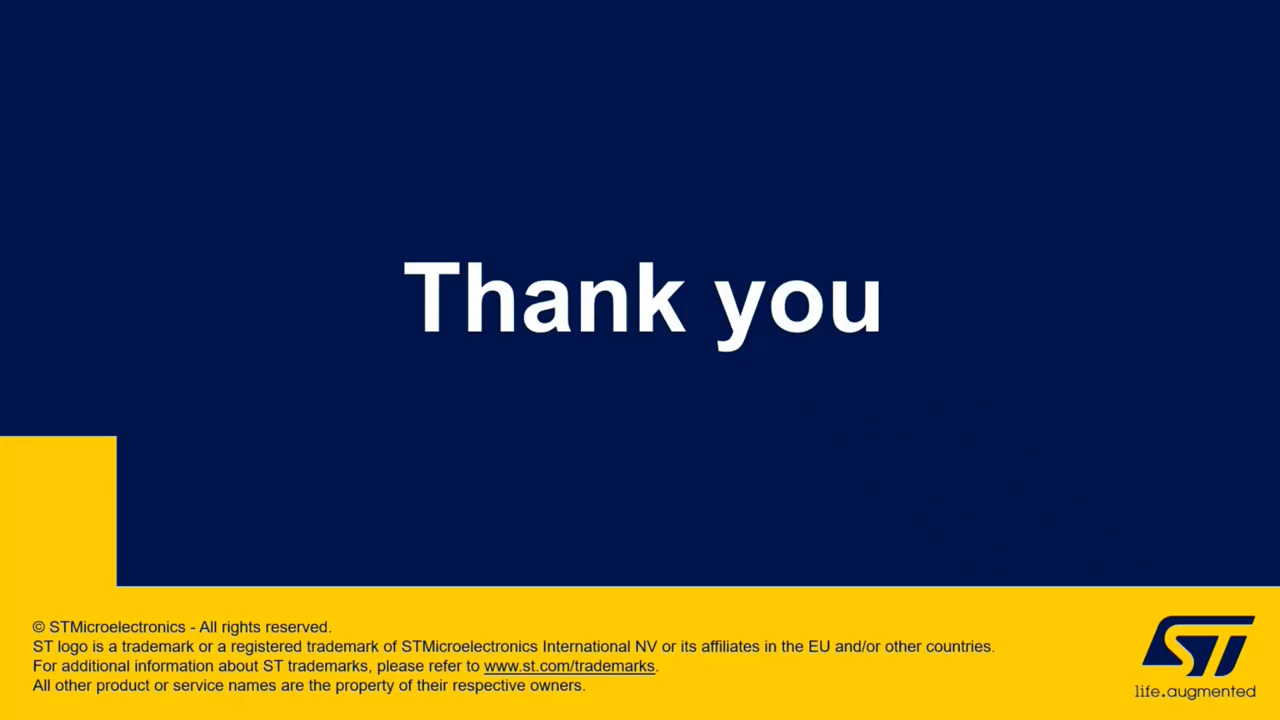 Thank you
© STMicroelectronics - All rights reserved.
ST logo is a trademark or a registered trademark of STMicroelectronics International NV or its affiliates in the EU and/or other countries.
For additional information about ST trademarks, please refer to www.st.com/trademarks.
All other product or service names are the property of their respective owners.
ST
life.augmented